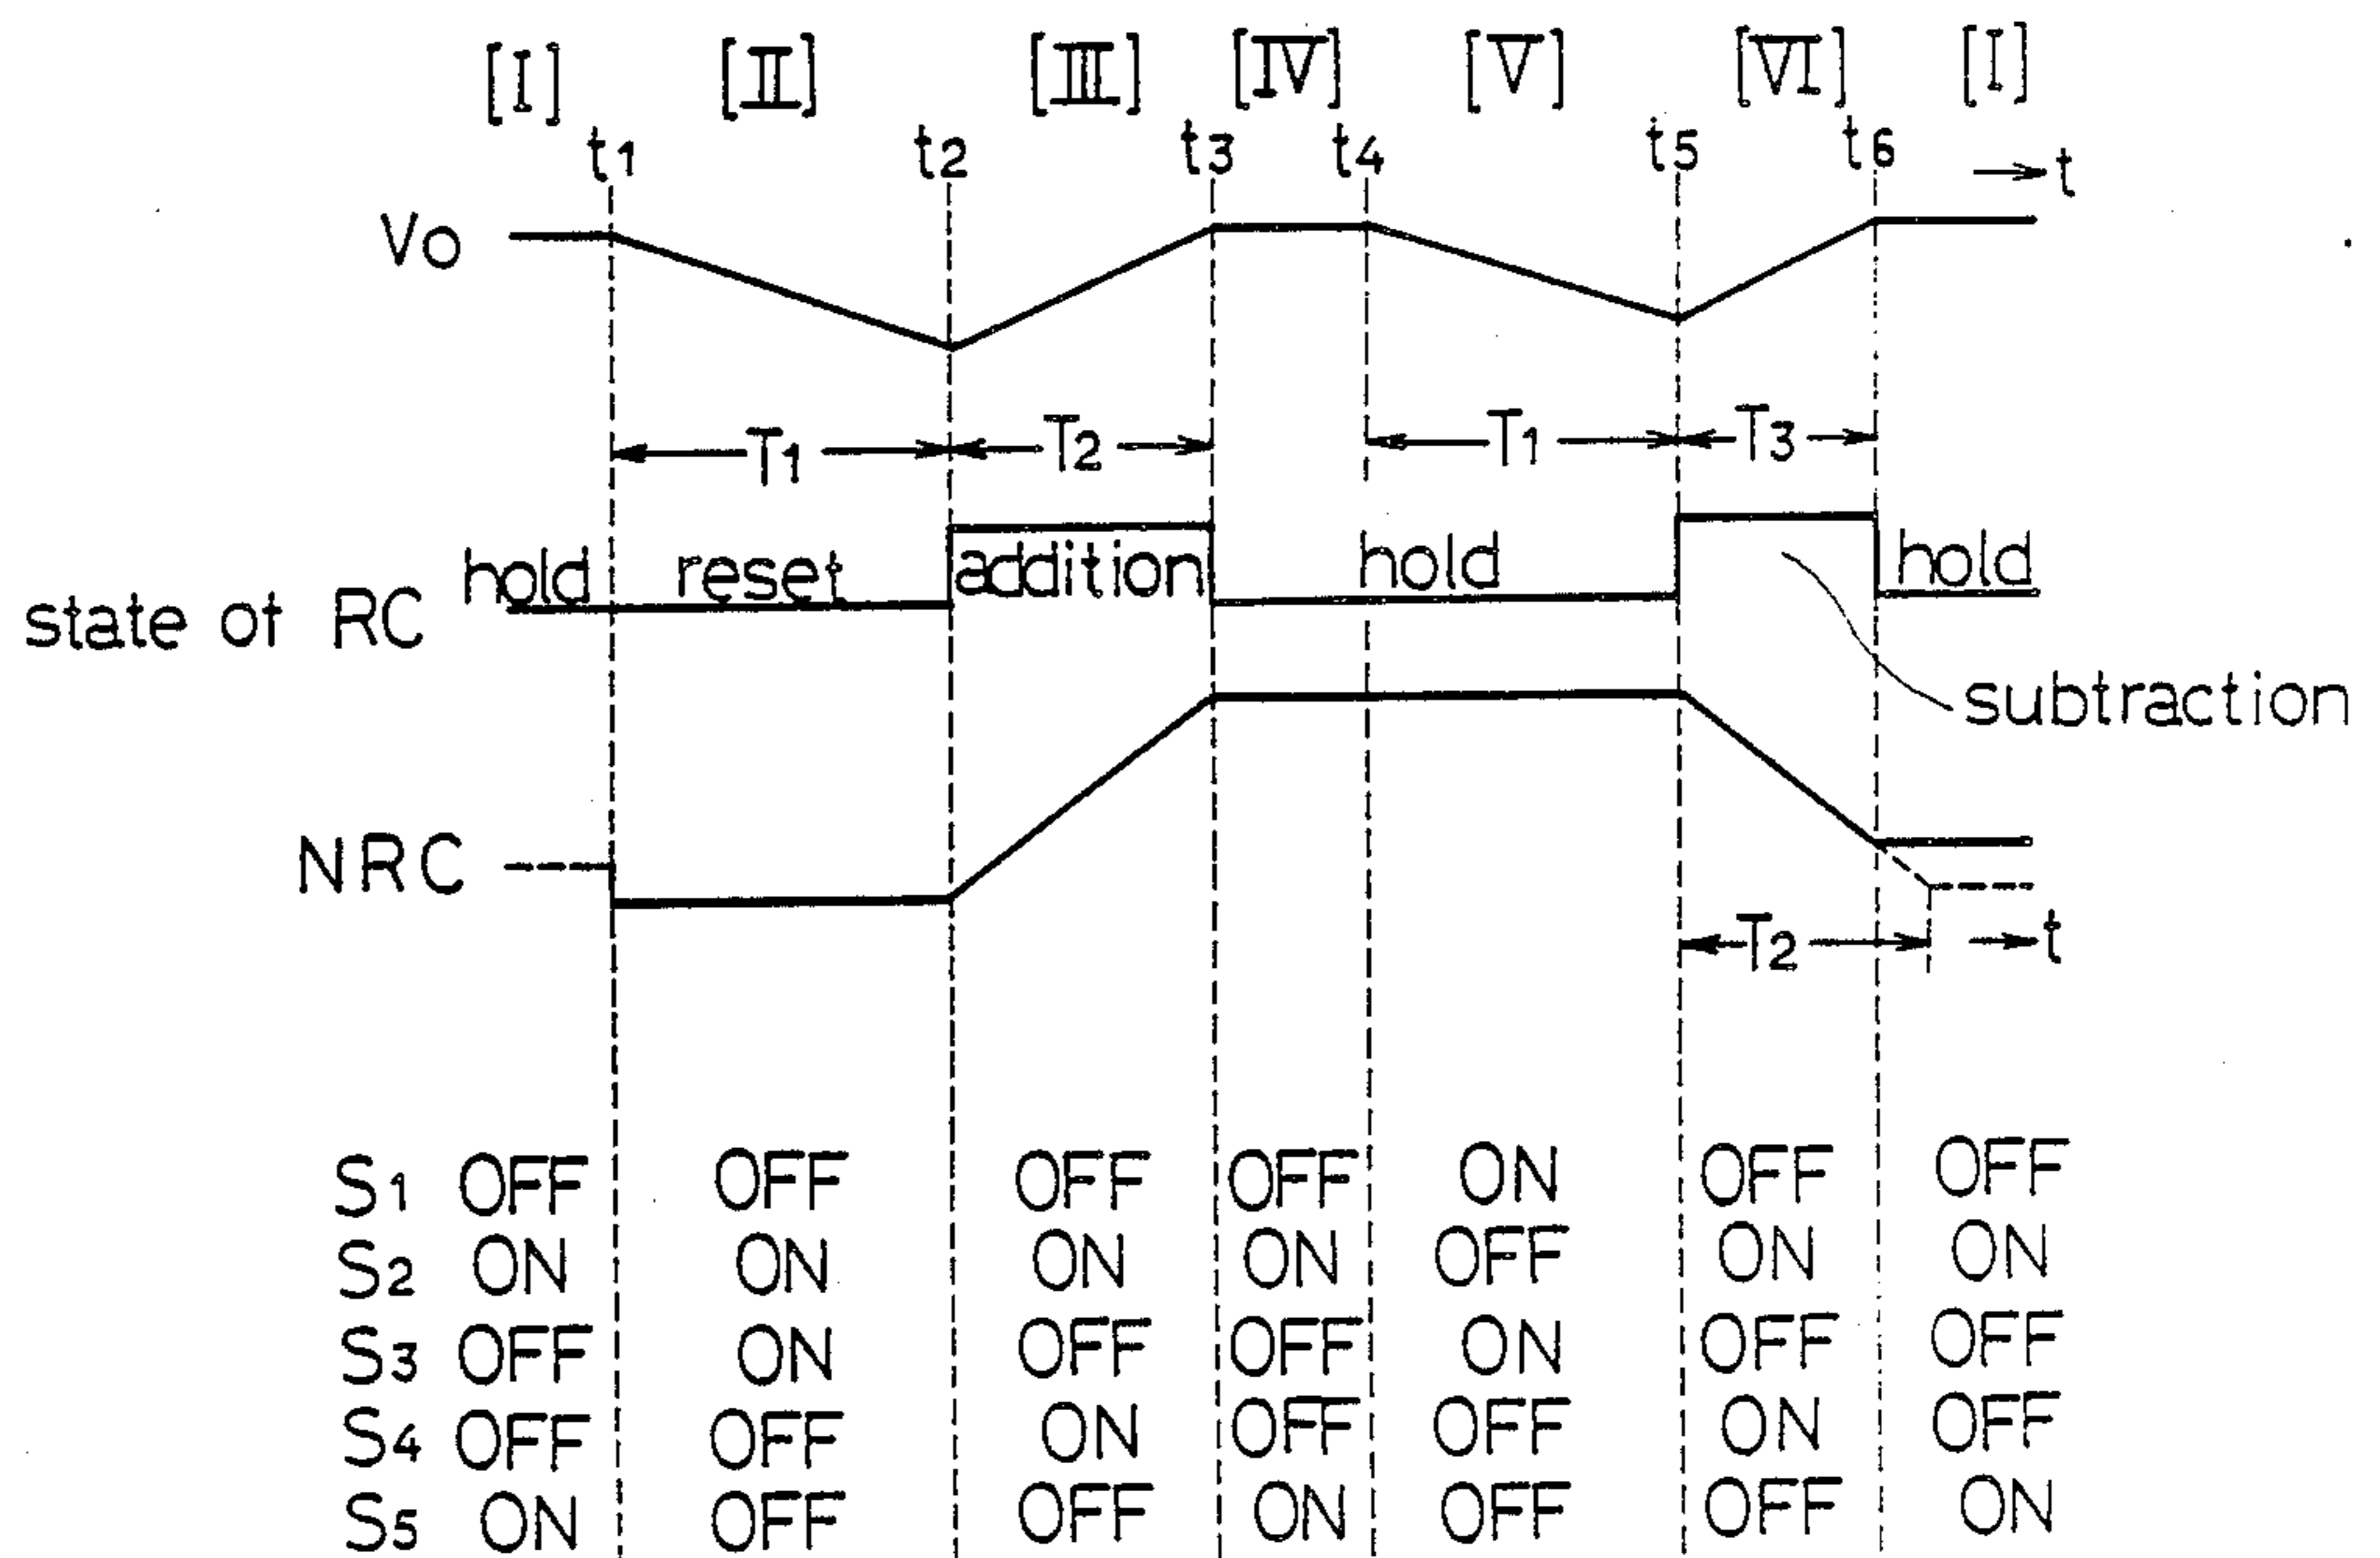 [I] [II] [III] [IV] [V] [VI] [I]
t1 t2 t3 t4 t5 t6 t
Vo
T1 T2 T1 T3
hold reset addition hold hold
state of RC
subtraction
NRC
T2 t
S1 OFF OFF OFF OFF ON OFF OFF
S2 ON ON ON ON OFF ON ON
S3 OFF ON OFF OFF ON OFF OFF
S4 OFF OFF ON OFF OFF ON OFF
S5 ON OFF OFF ON OFF OFF ON